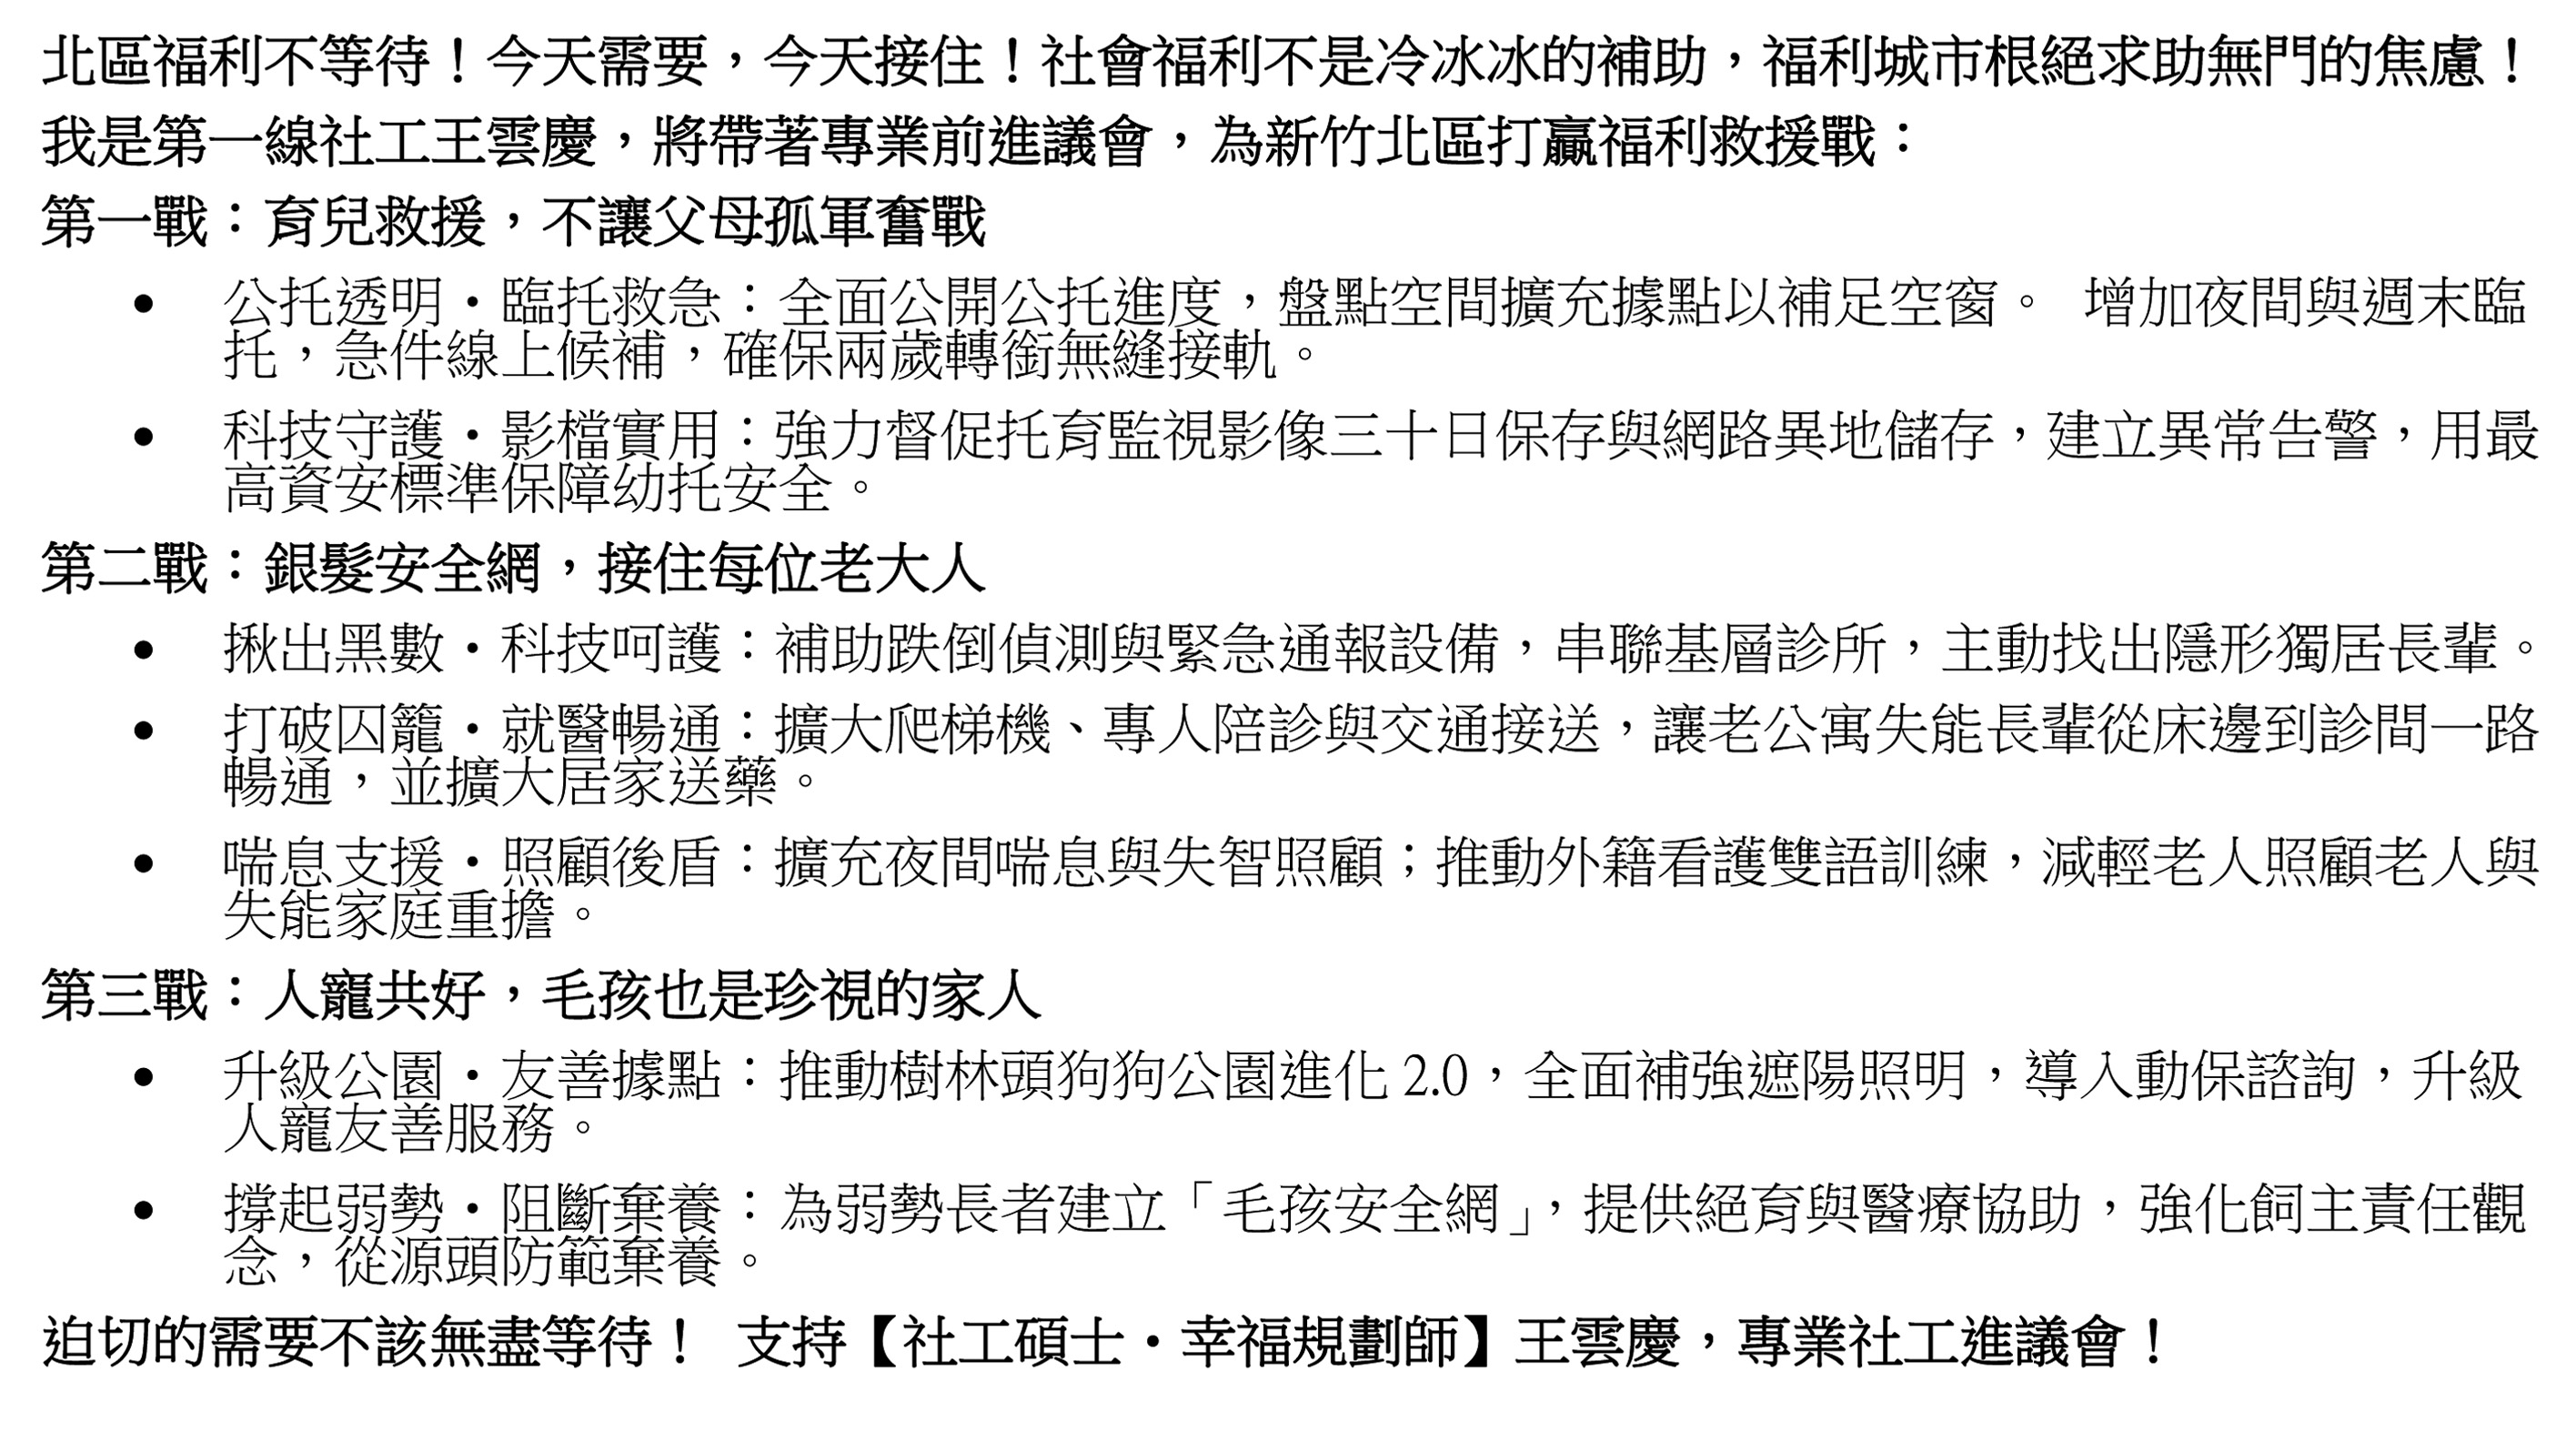 北區福利不等待！今天需要，今天接住！社會福利不是冷冰冰的補助，福利城市根絕求助無門的焦慮！
我是第一線社工王雲慶，將帶著專業前進議會，為新竹北區打贏福利救援戰：
第一戰：育兒救援，不讓父母孤軍奮戰
• 公托透明・臨托救急：全面公開公托進度，盤點空間擴充據點以補足空窗。 增加夜間與週末臨
托，急件線上候補，確保兩歲轉銜無縫接軌。
• 科技守護・影檔實用：強力督促托育監視影像三十日保存與網路異地儲存，建立異常告警，用最
高資安標準保障幼托安全。
第二戰：銀髮安全網，接住每位老大人
• 揪出黑數・科技呵護：補助跌倒偵測與緊急通報設備，串聯基層診所，主動找出隱形獨居長輩。
• 打破囚籠・就醫暢通：擴大爬梯機、專人陪診與交通接送，讓老公寓失能長輩從床邊到診間一路
暢通，並擴大居家送藥。
• 喘息支援・照顧後盾：擴充夜間喘息與失智照顧；推動外籍看護雙語訓練，減輕老人照顧老人與
失能家庭重擔。
第三戰：人寵共好，毛孩也是珍視的家人
• 升級公園・友善據點：推動樹林頭狗狗公園進化 2.0，全面補強遮陽照明，導入動保諮詢，升級
人寵友善服務。
• 撐起弱勢・阻斷棄養：為弱勢長者建立「毛孩安全網」，提供絕育與醫療協助，強化飼主責任觀
念，從源頭防範棄養。
迫切的需要不該無盡等待！ 支持【社工碩士・幸福規劃師】王雲慶，專業社工進議會！